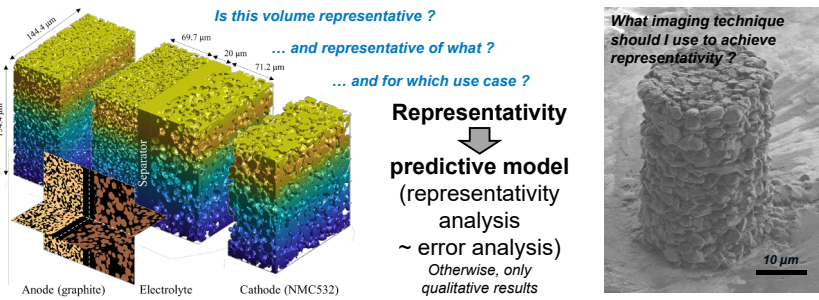 144.4 µm
69.7 µm
20 µm
71.2 µm
Separator
Anode (graphite)
Electrolyte
Cathode (NMC532)
Is this volume representative ?
… and representative of what ?
… and for which use case ?
Representativity
predictive model
(representativity
analysis
~ error analysis)
Otherwise, only
qualitative results
What imaging technique
should I use to achieve
representativity ?
10 µm